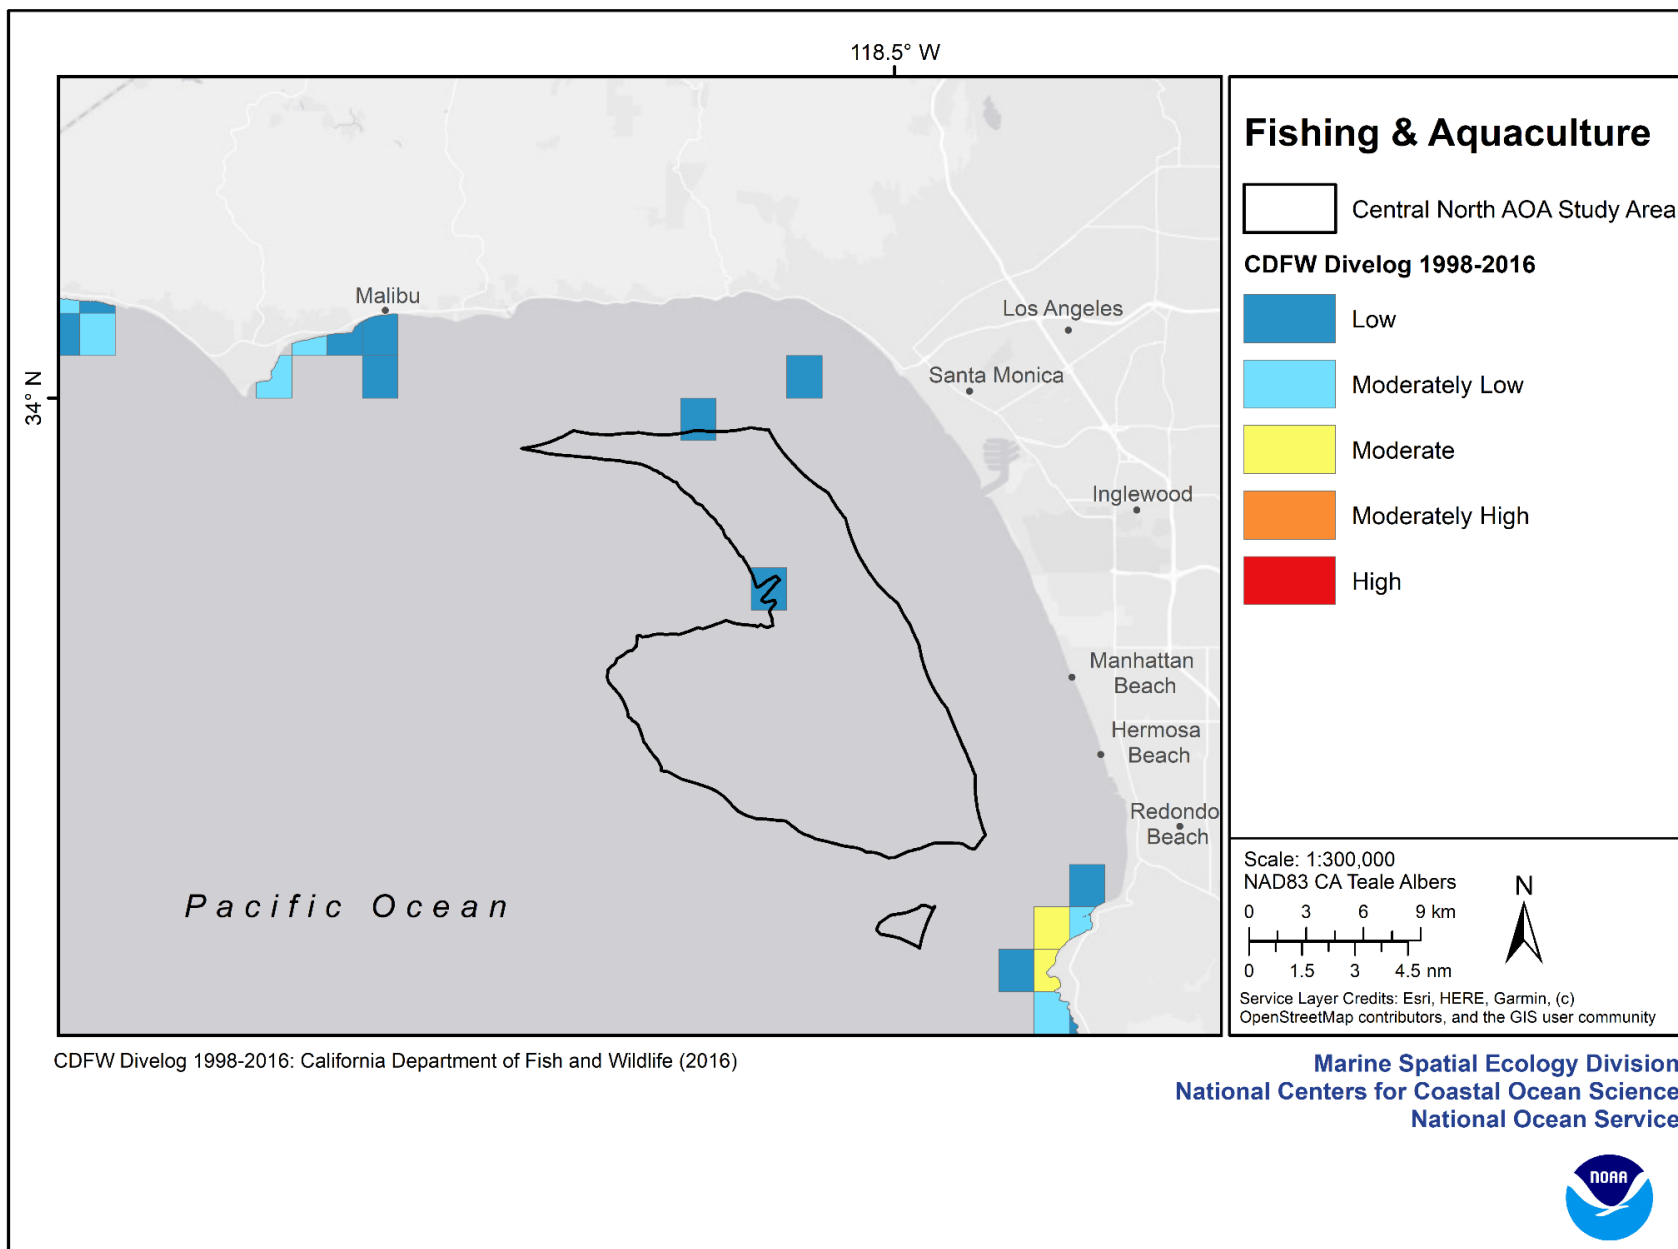 118.5° W
34° N
Malibu
Los Angeles
Santa Monica
Inglewood
Manhattan
Beach
Hermosa
Beach
Redondo
Beach
Pacific Ocean
Fishing & Aquaculture
Central North AOA Study Area
CDFW Divelog 1998-2016
Low
Moderately Low
Moderate
Moderately High
High
Scale: 1:300,000
NAD83 CA Teale Albers
0 3 6 9 km
0 1.5 3 4.5 nm
N
Service Layer Credits: Esri, HERE, Garmin, (c)
OpenStreetMap contributors, and the GIS user community
CDFW Divelog 1998-2016: California Department of Fish and Wildlife (2016)
Marine Spatial Ecology Division
National Centers for Coastal Ocean Science
National Ocean Service
NOAA